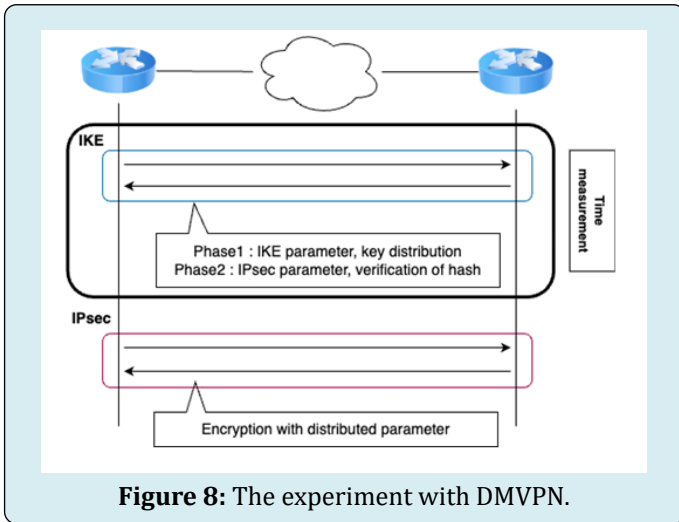 IKE
Time
measurement
Phase1 : IKE parameter, key distribution
Phase2 : IPsec parameter, verification of hash
IPsec
Encryption with distributed parameter
Figure 8: The experiment with DMVPN.